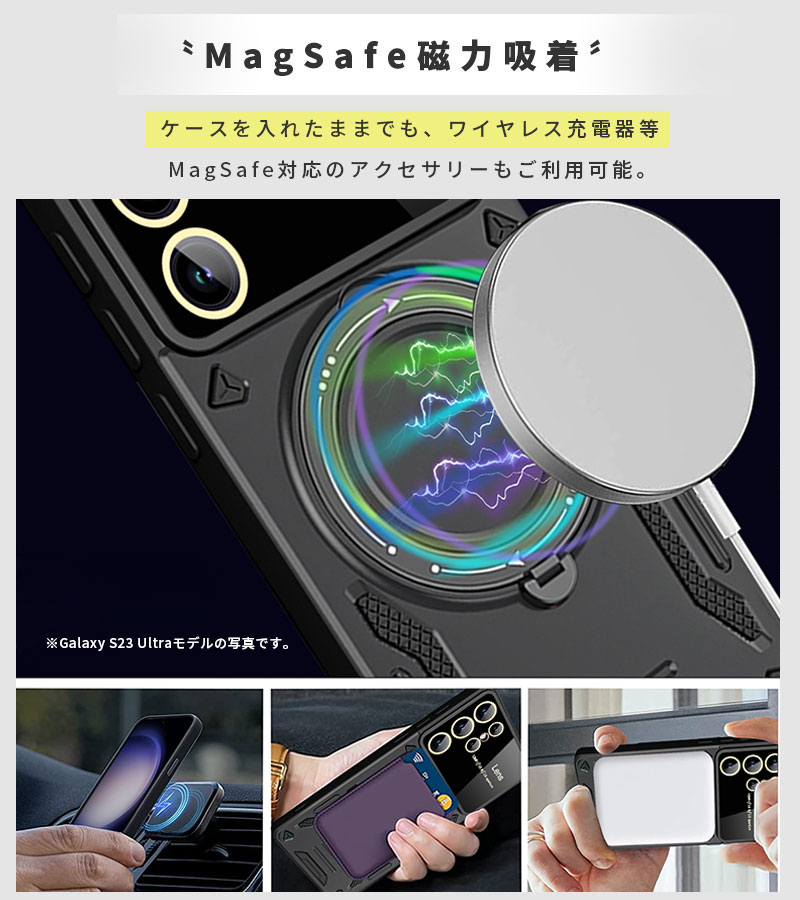 〝MagSafe磁力吸着〞
ケースを入れたままでも、ワイヤレス充電器等
MagSafe対応のアクセサリーもご利用可能。
※Galaxy S23 Ultraモデルの写真です。
Lens